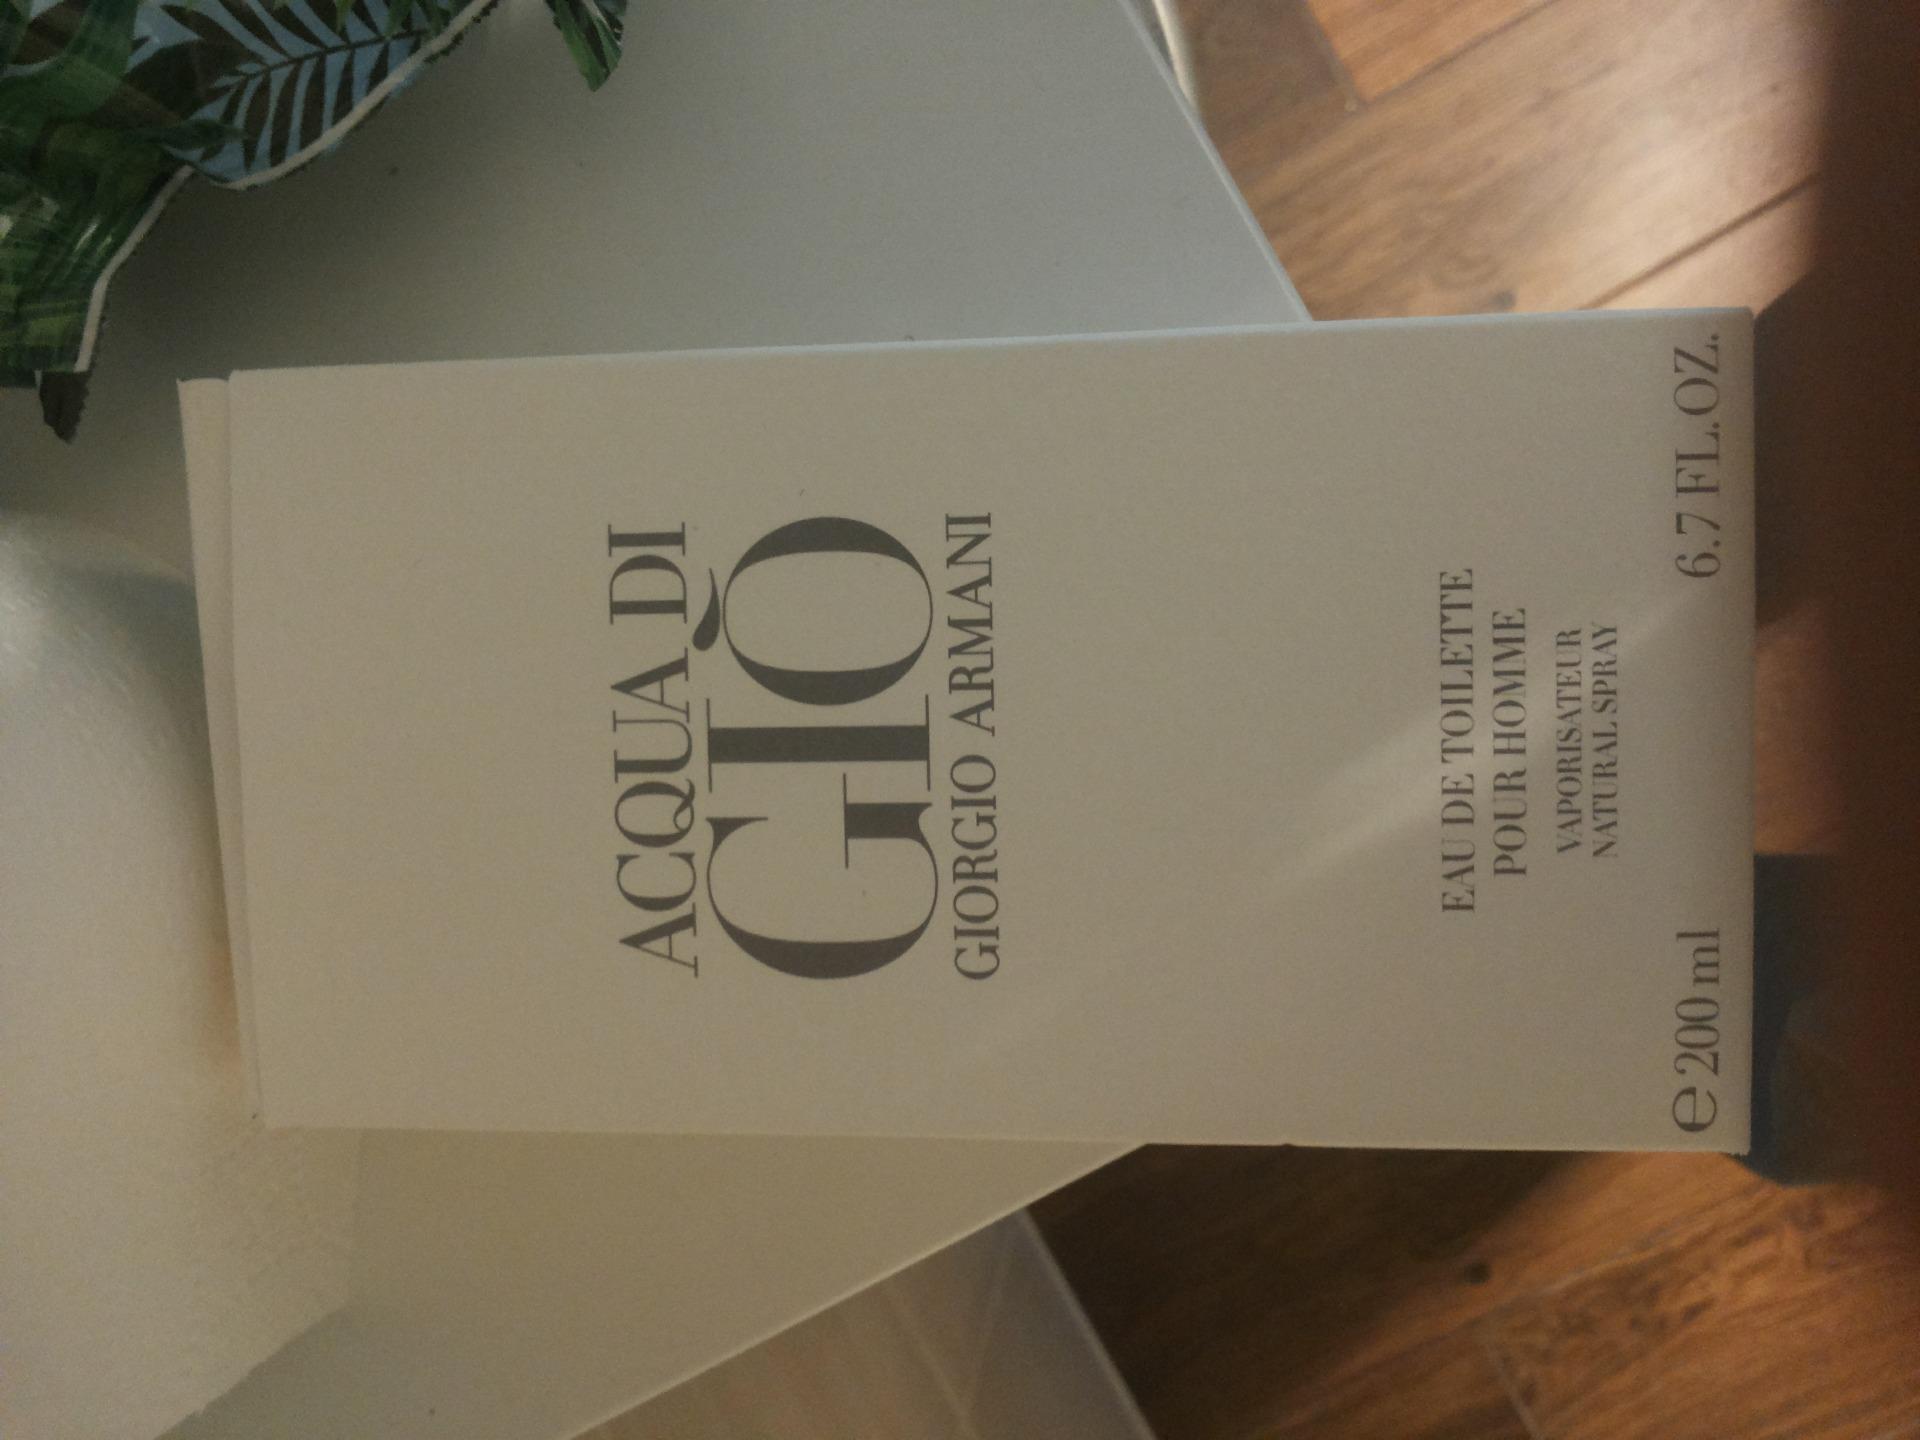 ACQUA DI
GIÒ
GIORGIO ARMANI
EAU DE TOILETTE
POUR HOMME
VAPORISATEUR
NATURAL SPRAY
℮ 200 ml 6.7 FL.OZ.